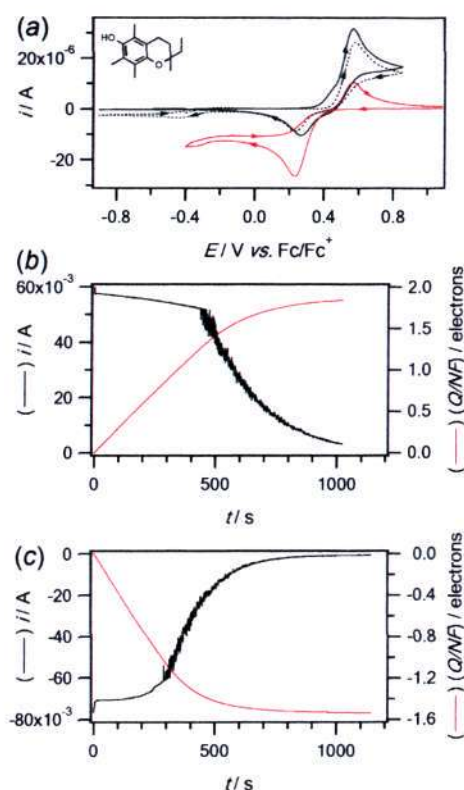 (a)
HO
O
i / A
20x10⁻⁶
0
-20
-0.8 -0.4 0.0 0.4 0.8
E / V vs. Fc/Fc⁺
(b)
(——) i / A
60x10⁻³
40
20
0
(——) (Q/NF) / electrons
2.0
1.5
1.0
0.5
0.0
0 500 1000
t / s
(c)
(——) i / A
0
-20
-40
-60
-80x10⁻³
(——) (Q/NF) / electrons
0.0
-0.4
-0.8
-1.2
-1.6
0 500 1000
t / s